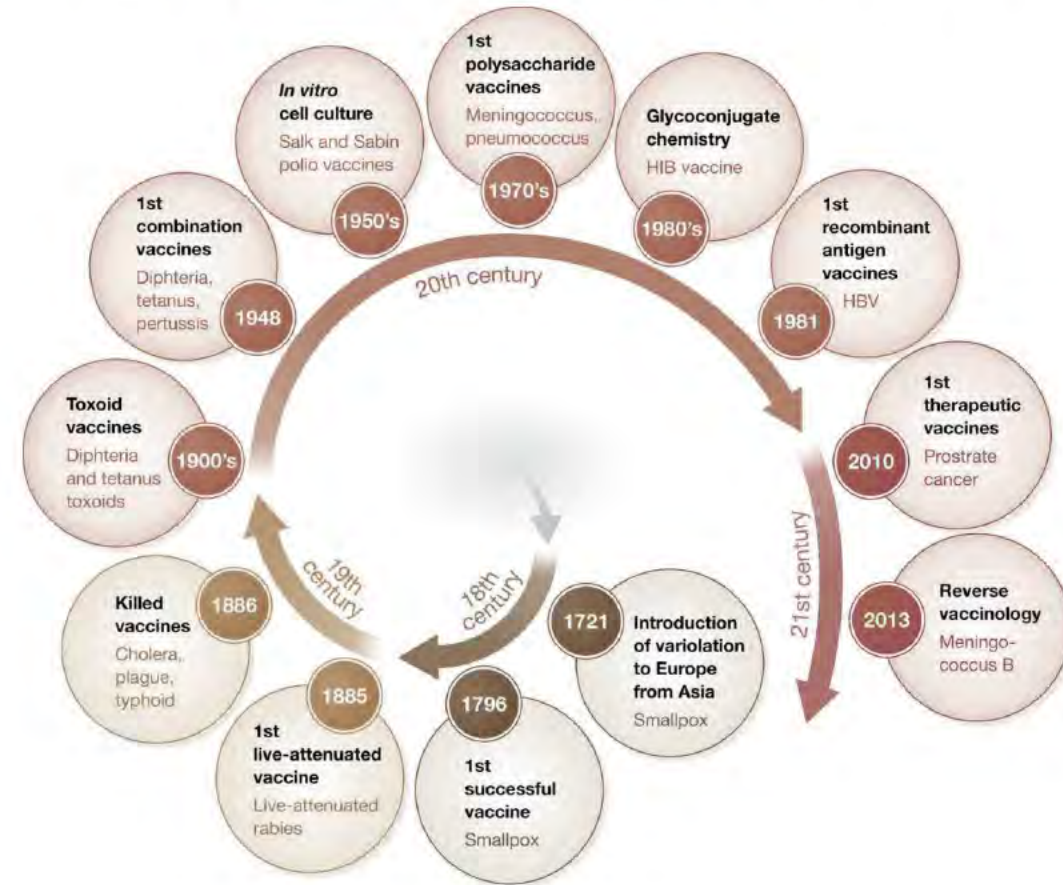 1721
Introduction
of variolation
to Europe
from Asia
Smallpox
1796
1st
successful
vaccine
Smallpox
18th
century
1885
1st
live-attenuated
vaccine
Live-attenuated
rabies
1886
Killed
vaccines
Cholera,
plague,
typhoid
19th
century
Toxoid
vaccines
Diphteria
and tetanus
toxoids
1900's
1st
combination
vaccines
Diphteria,
tetanus,
pertussis
1948
In vitro
cell culture
Salk and Sabin
polio vaccines
1950's
1st
polysaccharide
vaccines
Meningococcus,
pneumococcus
1970's
20th century
Glycoconjugate
chemistry
HIB vaccine
1980's
1st
recombinant
antigen
vaccines
HBV
1981
1st
therapeutic
vaccines
Prostrate
cancer
2010
21st century
Reverse
vaccinology
Meningo-
coccus B
2013